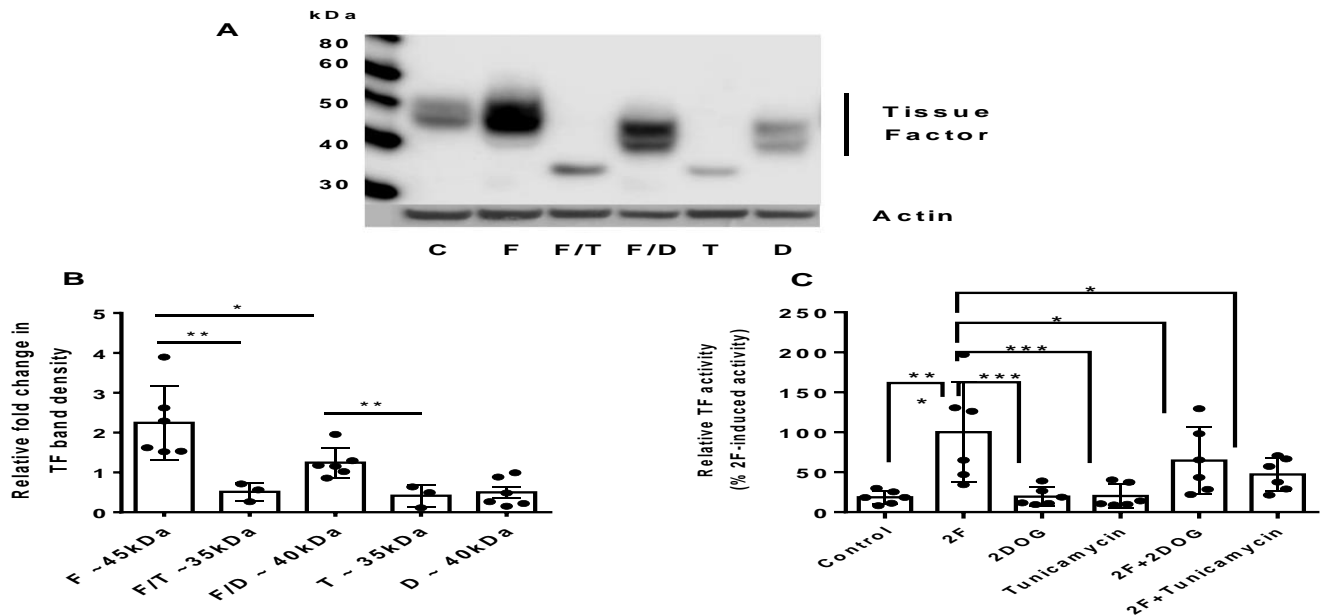 kDa
A
80
60
50
40
30
Tissue
Factor
Actin
C F F/T F/D T D
B
Relative fold change in
TF band density
5
4
3
2
1
0
*
**
**
F ~45kDa
F/T ~35kDa
F/D ~ 40kDa
T ~ 35kDa
D ~ 40kDa
C
Relative TF activity
(% 2F-induced activity)
250
200
150
100
50
0
*
*
***
**
*
***
Control
2F
2DOG
Tunicamycin
2F+2DOG
2F+Tunicamycin